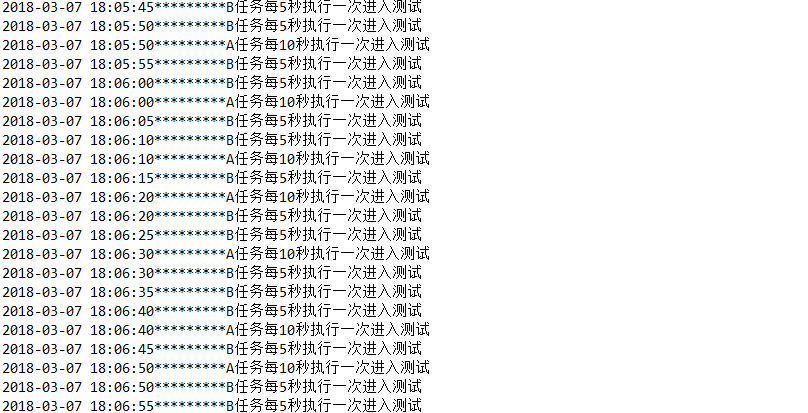 2018-03-07 18:05:45*********B任务每5秒执行一次进入测试
2018-03-07 18:05:50*********B任务每5秒执行一次进入测试
2018-03-07 18:05:50*********A任务每10秒执行一次进入测试
2018-03-07 18:05:55*********B任务每5秒执行一次进入测试
2018-03-07 18:06:00*********B任务每5秒执行一次进入测试
2018-03-07 18:06:00*********A任务每10秒执行一次进入测试
2018-03-07 18:06:05*********B任务每5秒执行一次进入测试
2018-03-07 18:06:10*********B任务每5秒执行一次进入测试
2018-03-07 18:06:10*********A任务每10秒执行一次进入测试
2018-03-07 18:06:15*********B任务每5秒执行一次进入测试
2018-03-07 18:06:20*********A任务每10秒执行一次进入测试
2018-03-07 18:06:20*********B任务每5秒执行一次进入测试
2018-03-07 18:06:25*********B任务每5秒执行一次进入测试
2018-03-07 18:06:30*********A任务每10秒执行一次进入测试
2018-03-07 18:06:30*********B任务每5秒执行一次进入测试
2018-03-07 18:06:35*********B任务每5秒执行一次进入测试
2018-03-07 18:06:40*********B任务每5秒执行一次进入测试
2018-03-07 18:06:40*********A任务每10秒执行一次进入测试
2018-03-07 18:06:45*********B任务每5秒执行一次进入测试
2018-03-07 18:06:50*********A任务每10秒执行一次进入测试
2018-03-07 18:06:50*********B任务每5秒执行一次进入测试
2018-03-07 18:06:55*********B任务每5秒执行一次进入测试